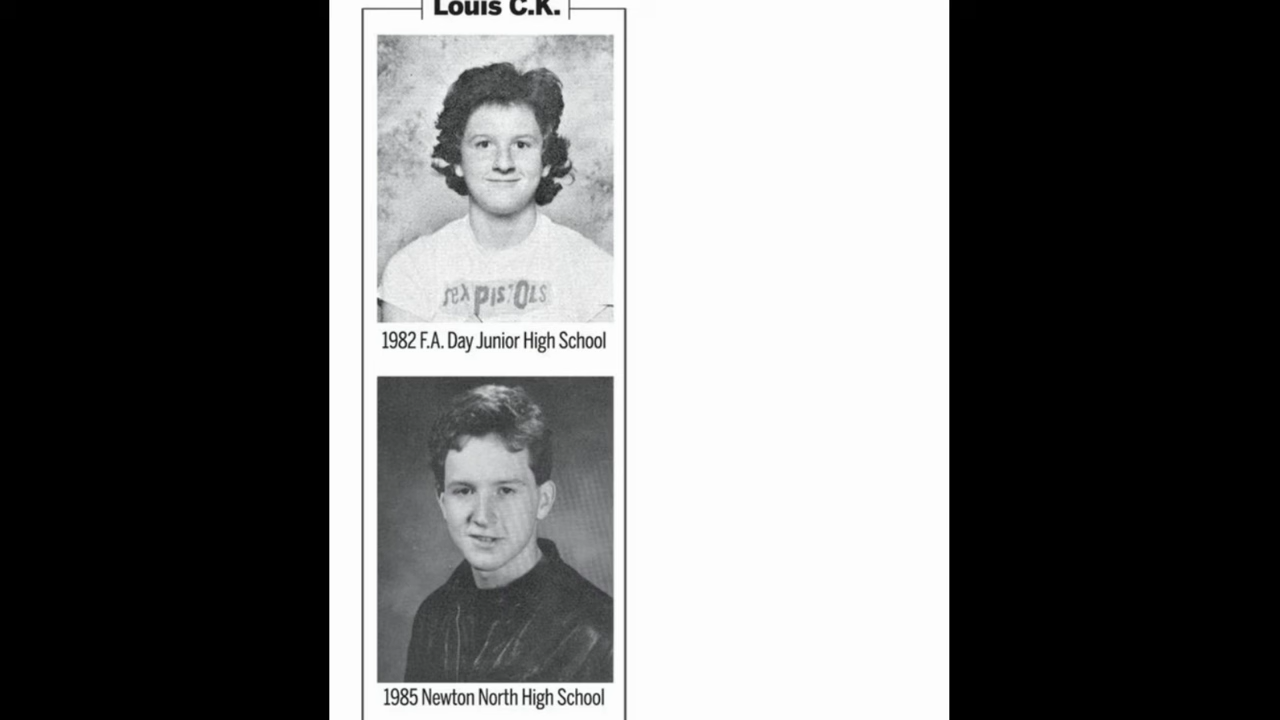 Louis C.K.
sex pistols
1982 F.A. Day Junior High School
1985 Newton North High School